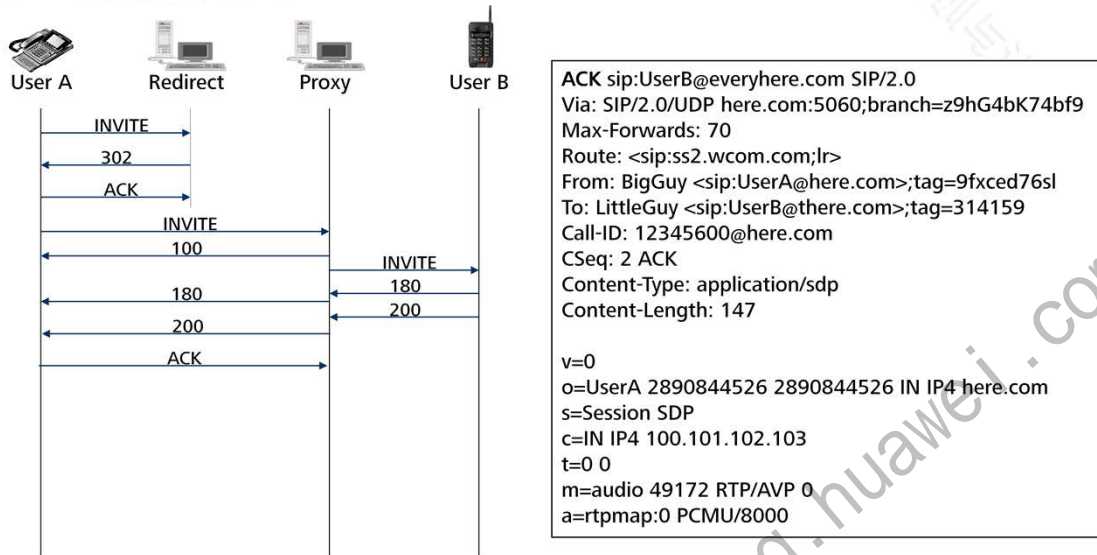 User A Redirect Proxy User B
INVITE
302
ACK
INVITE
100
INVITE
180
180
200
200
ACK
ACK sip:UserB@everyhere.com SIP/2.0
Via: SIP/2.0/UDP here.com:5060;branch=z9hG4bK74bf9
Max-Forwards: 70
Route: <sip:ss2.wcom.com;lr>
From: BigGuy <sip:UserA@here.com>;tag=9fxced76sl
To: LittleGuy <sip:UserB@there.com>;tag=314159
Call-ID: 12345600@here.com
CSeq: 2 ACK
Content-Type: application/sdp
Content-Length: 147
v=0
o=UserA 2890844526 2890844526 IN IP4 here.com
s=Session SDP
c=IN IP4 100.101.102.103
t=0 0
m=audio 49172 RTP/AVP 0
a=rtpmap:0 PCMU/8000
.huawei.com